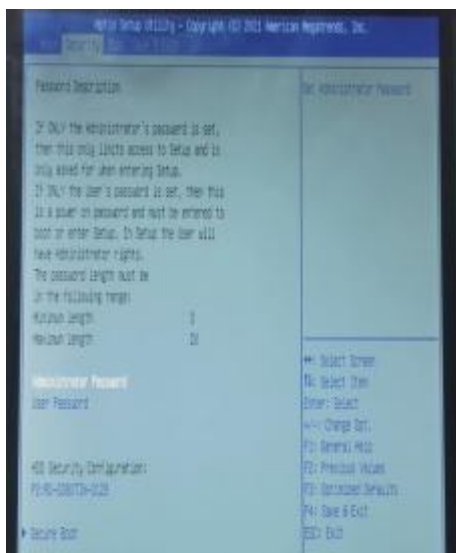 Aptio Setup Utility - Copyright (C) 2021 American Megatrends, Inc.
Security
Password Description
Set Administrator Password
If ONLY the Administrator's password is set,
then this only limits access to Setup and is
only asked for when entering Setup.
If ONLY the User's password is set, then this
is a power on password and must be entered to
boot or enter Setup. In Setup the User will
have Administrator rights.
The password length must be
in the following range:
Minimum length
Maximum length 20
Administrator Password
User Password
HDD Security Configuration:
Secure Boot
Select Screen
Select Item
Enter: Select
+/-: Change Opt.
F1: General Help
F2: Previous Values
F3: Optimized Defaults
F4: Save & Exit
ESC: Exit